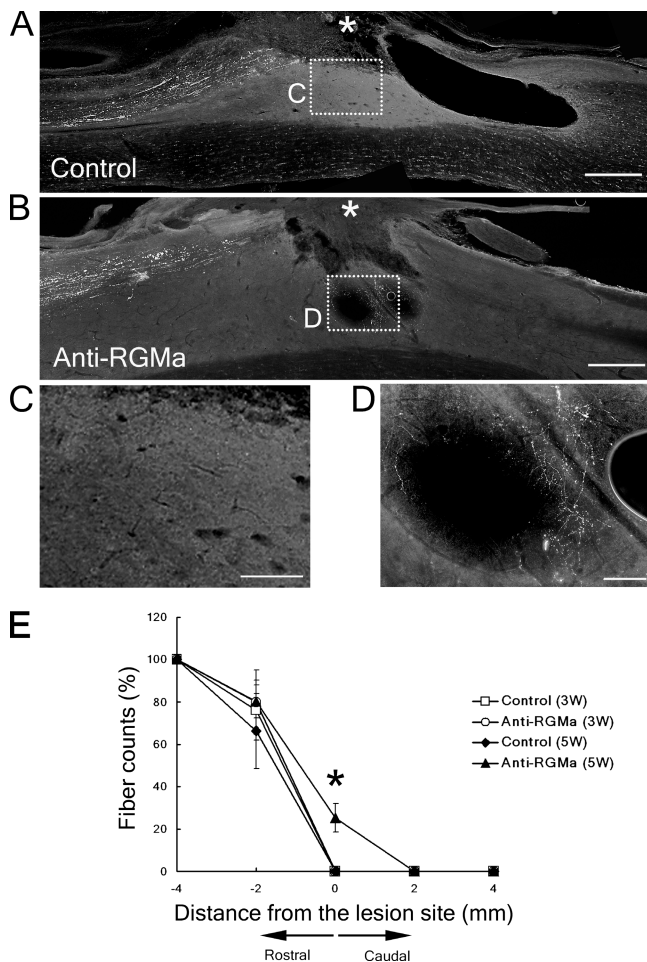 A
*
C
Control
B
*
D
Anti-RGMa
C
D
E
120
100
80
60
40
20
0
Fiber counts (%)
*
Control (3W)
Anti-RGMa (3W)
Control (5W)
Anti-RGMa (5W)
-4 -2 0 2 4
Distance from the lesion site (mm)
Rostral Caudal